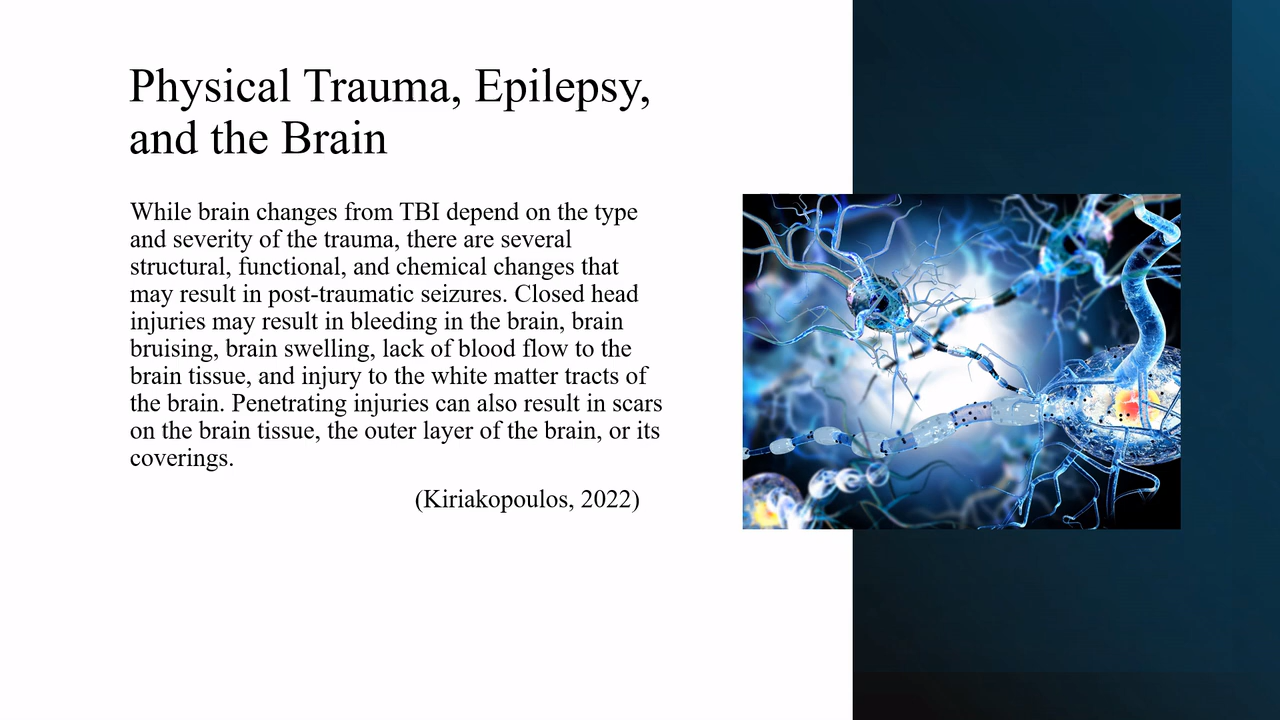 Physical Trauma, Epilepsy,
and the Brain
While brain changes from TBI depend on the type
and severity of the trauma, there are several
structural, functional, and chemical changes that
may result in post-traumatic seizures. Closed head
injuries may result in bleeding in the brain, brain
bruising, brain swelling, lack of blood flow to the
brain tissue, and injury to the white matter tracts of
the brain. Penetrating injuries can also result in scars
on the brain tissue, the outer layer of the brain, or its
coverings.
(Kiriakopoulos, 2022)